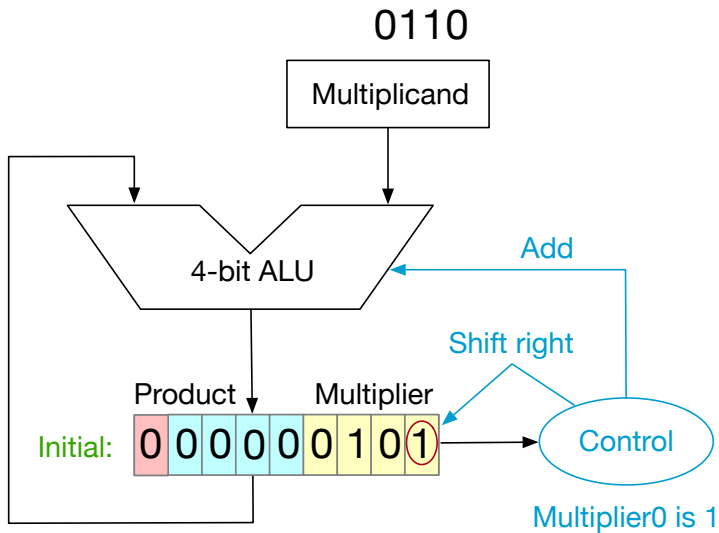 0110
Multiplicand
4-bit ALU
Add
Shift right
Product Multiplier
Initial: 0 0 0 0 0 0 1 0 1
Control
Multiplier0 is 1